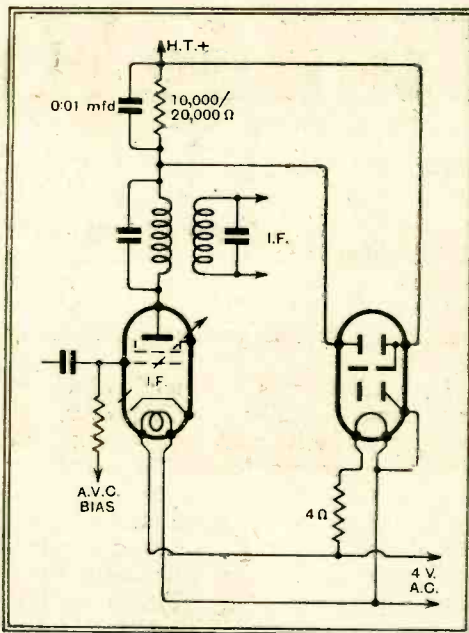 H.T.+
0·01 mfd
10,000/
20,000 Ω
I.F.
I.F.
A.V.C.
BIAS
4 Ω
4 V.
A.C.